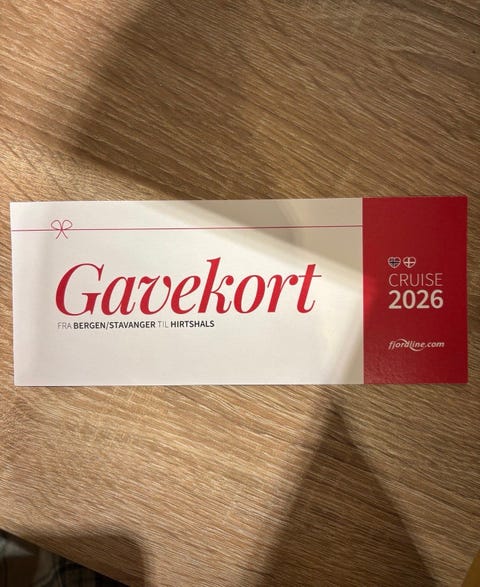 Gavekort
FRA BERGEN/STAVANGER TIL HIRTSHALS
CRUISE
2026
fjordline.com